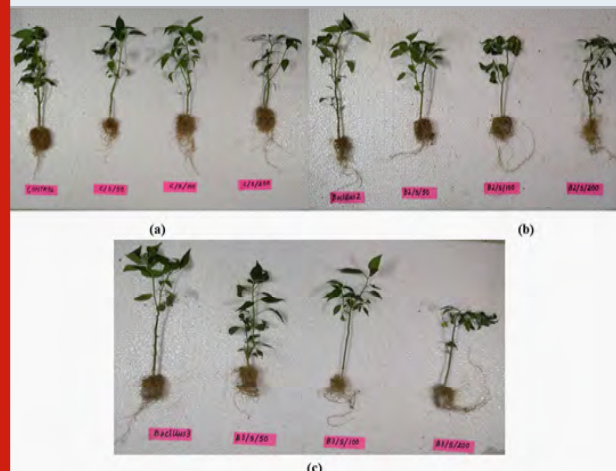 CONTROL
C/S/50
C/S/100
C/S/200
Bacillus2
B2/S/50
B2/S/100
B2/S/200
(a)
(b)
Bacillus3
B3/S/50
B3/S/100
B3/S/200
(c)